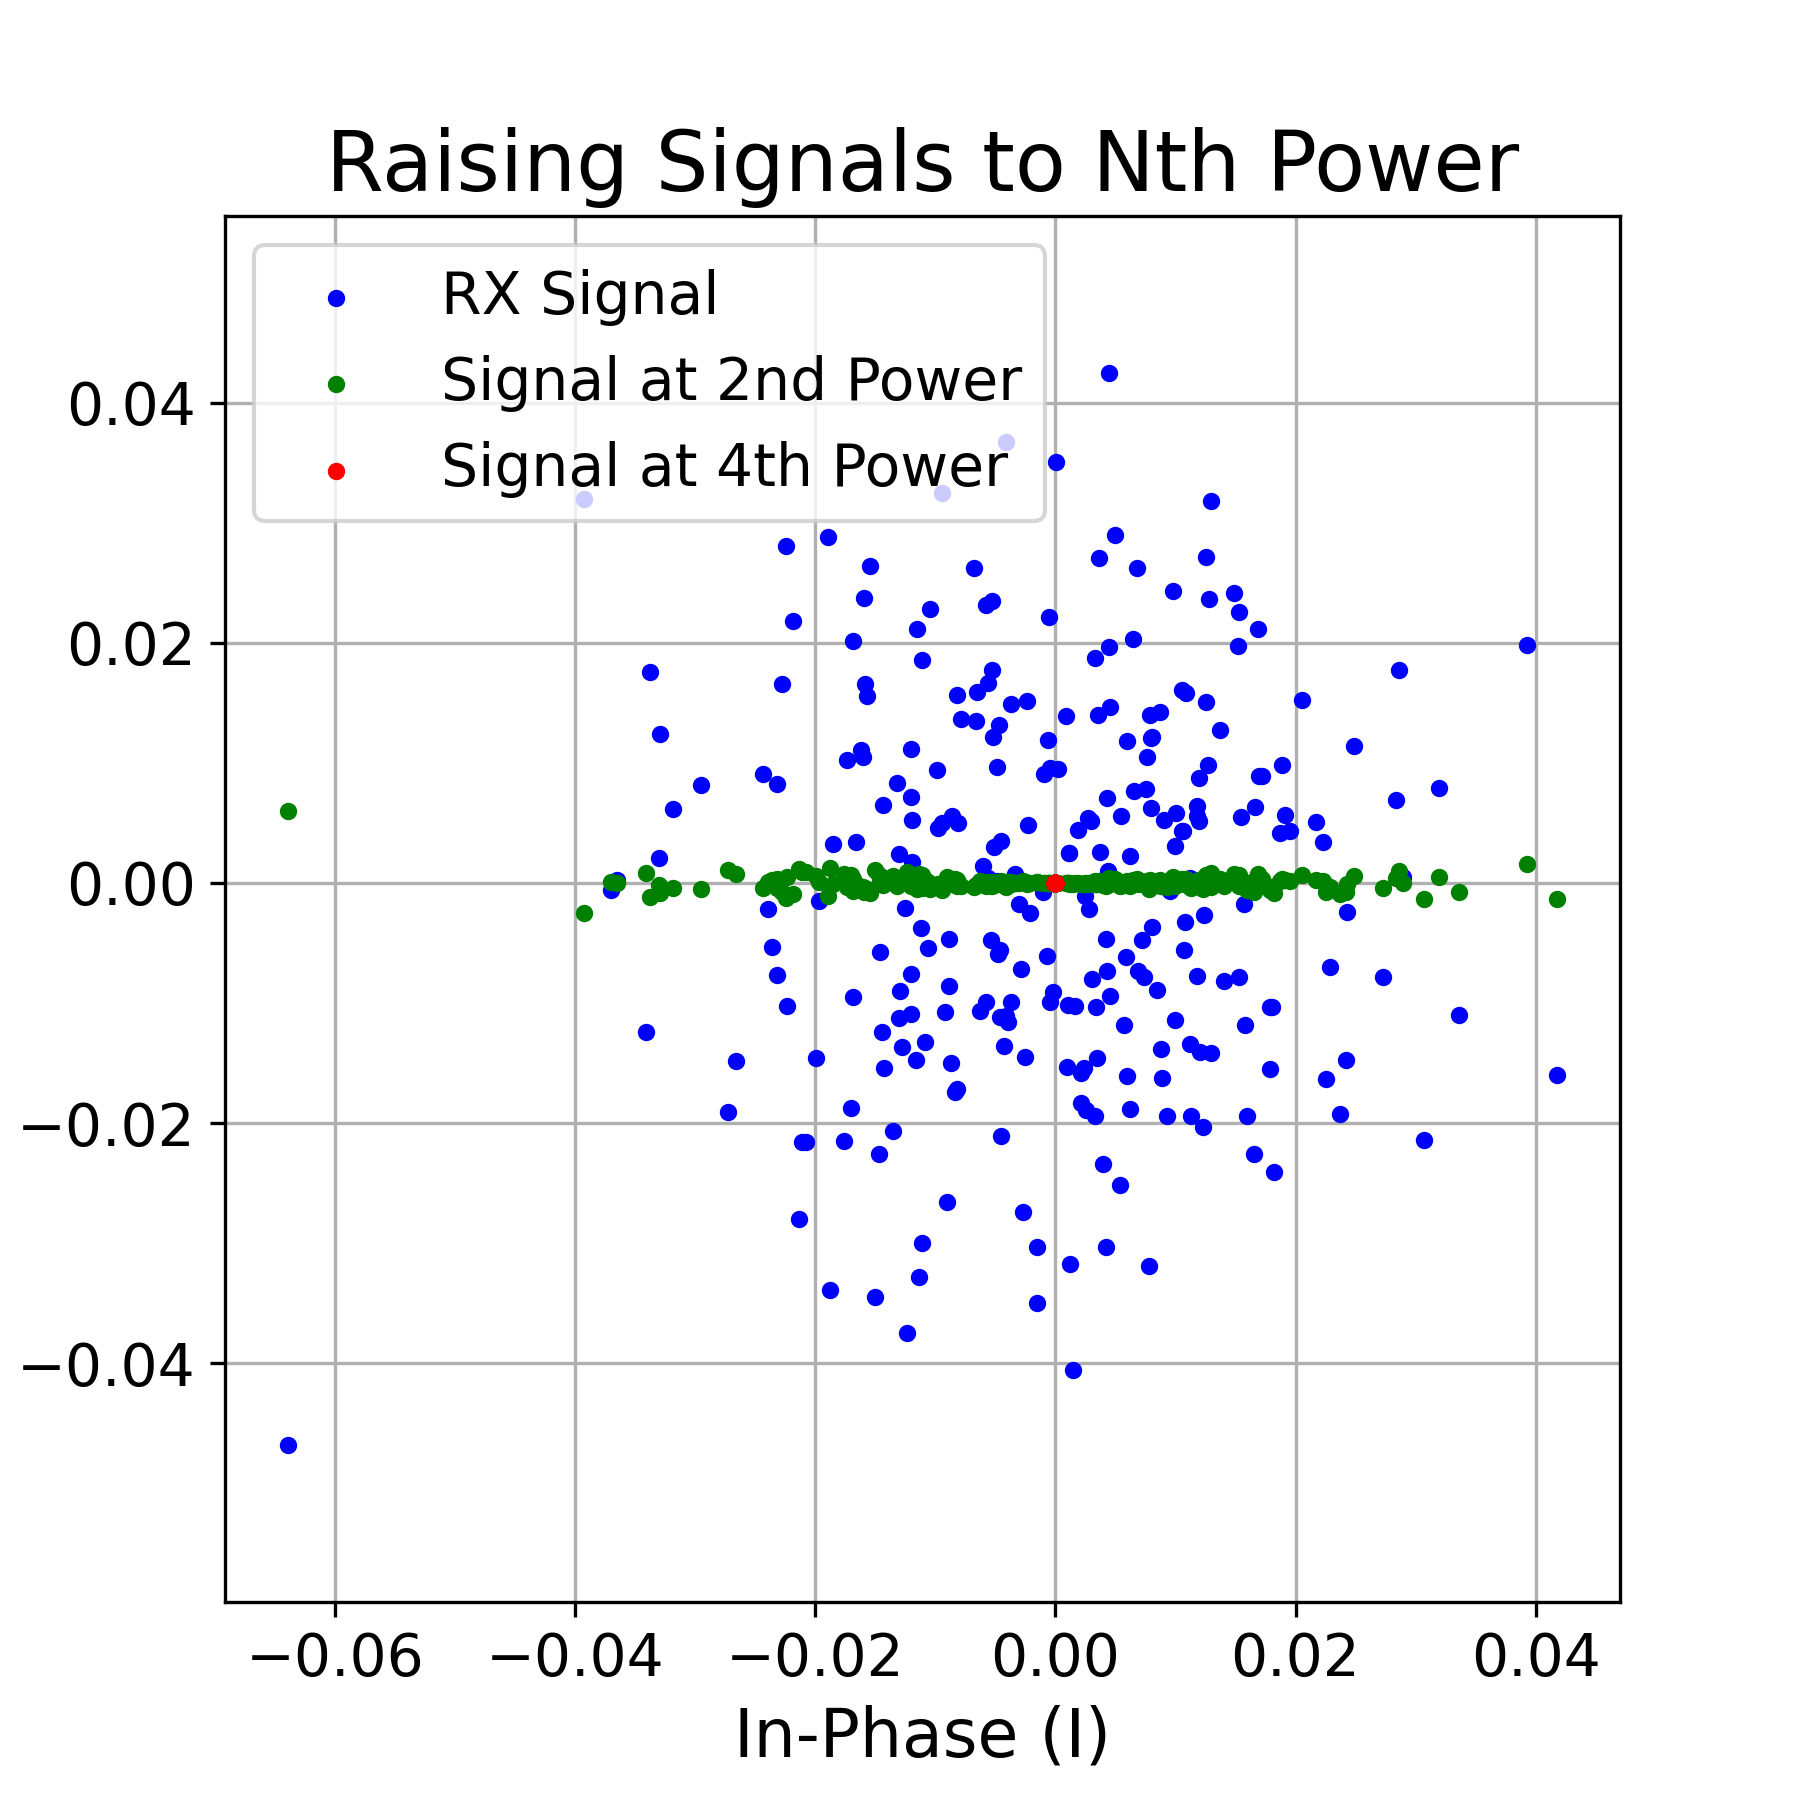 Raising Signals to Nth Power
RX Signal
Signal at 2nd Power
Signal at 4th Power
0.04
0.02
0.00
−0.02
−0.04
−0.06 −0.04 −0.02 0.00 0.02 0.04
In-Phase (I)